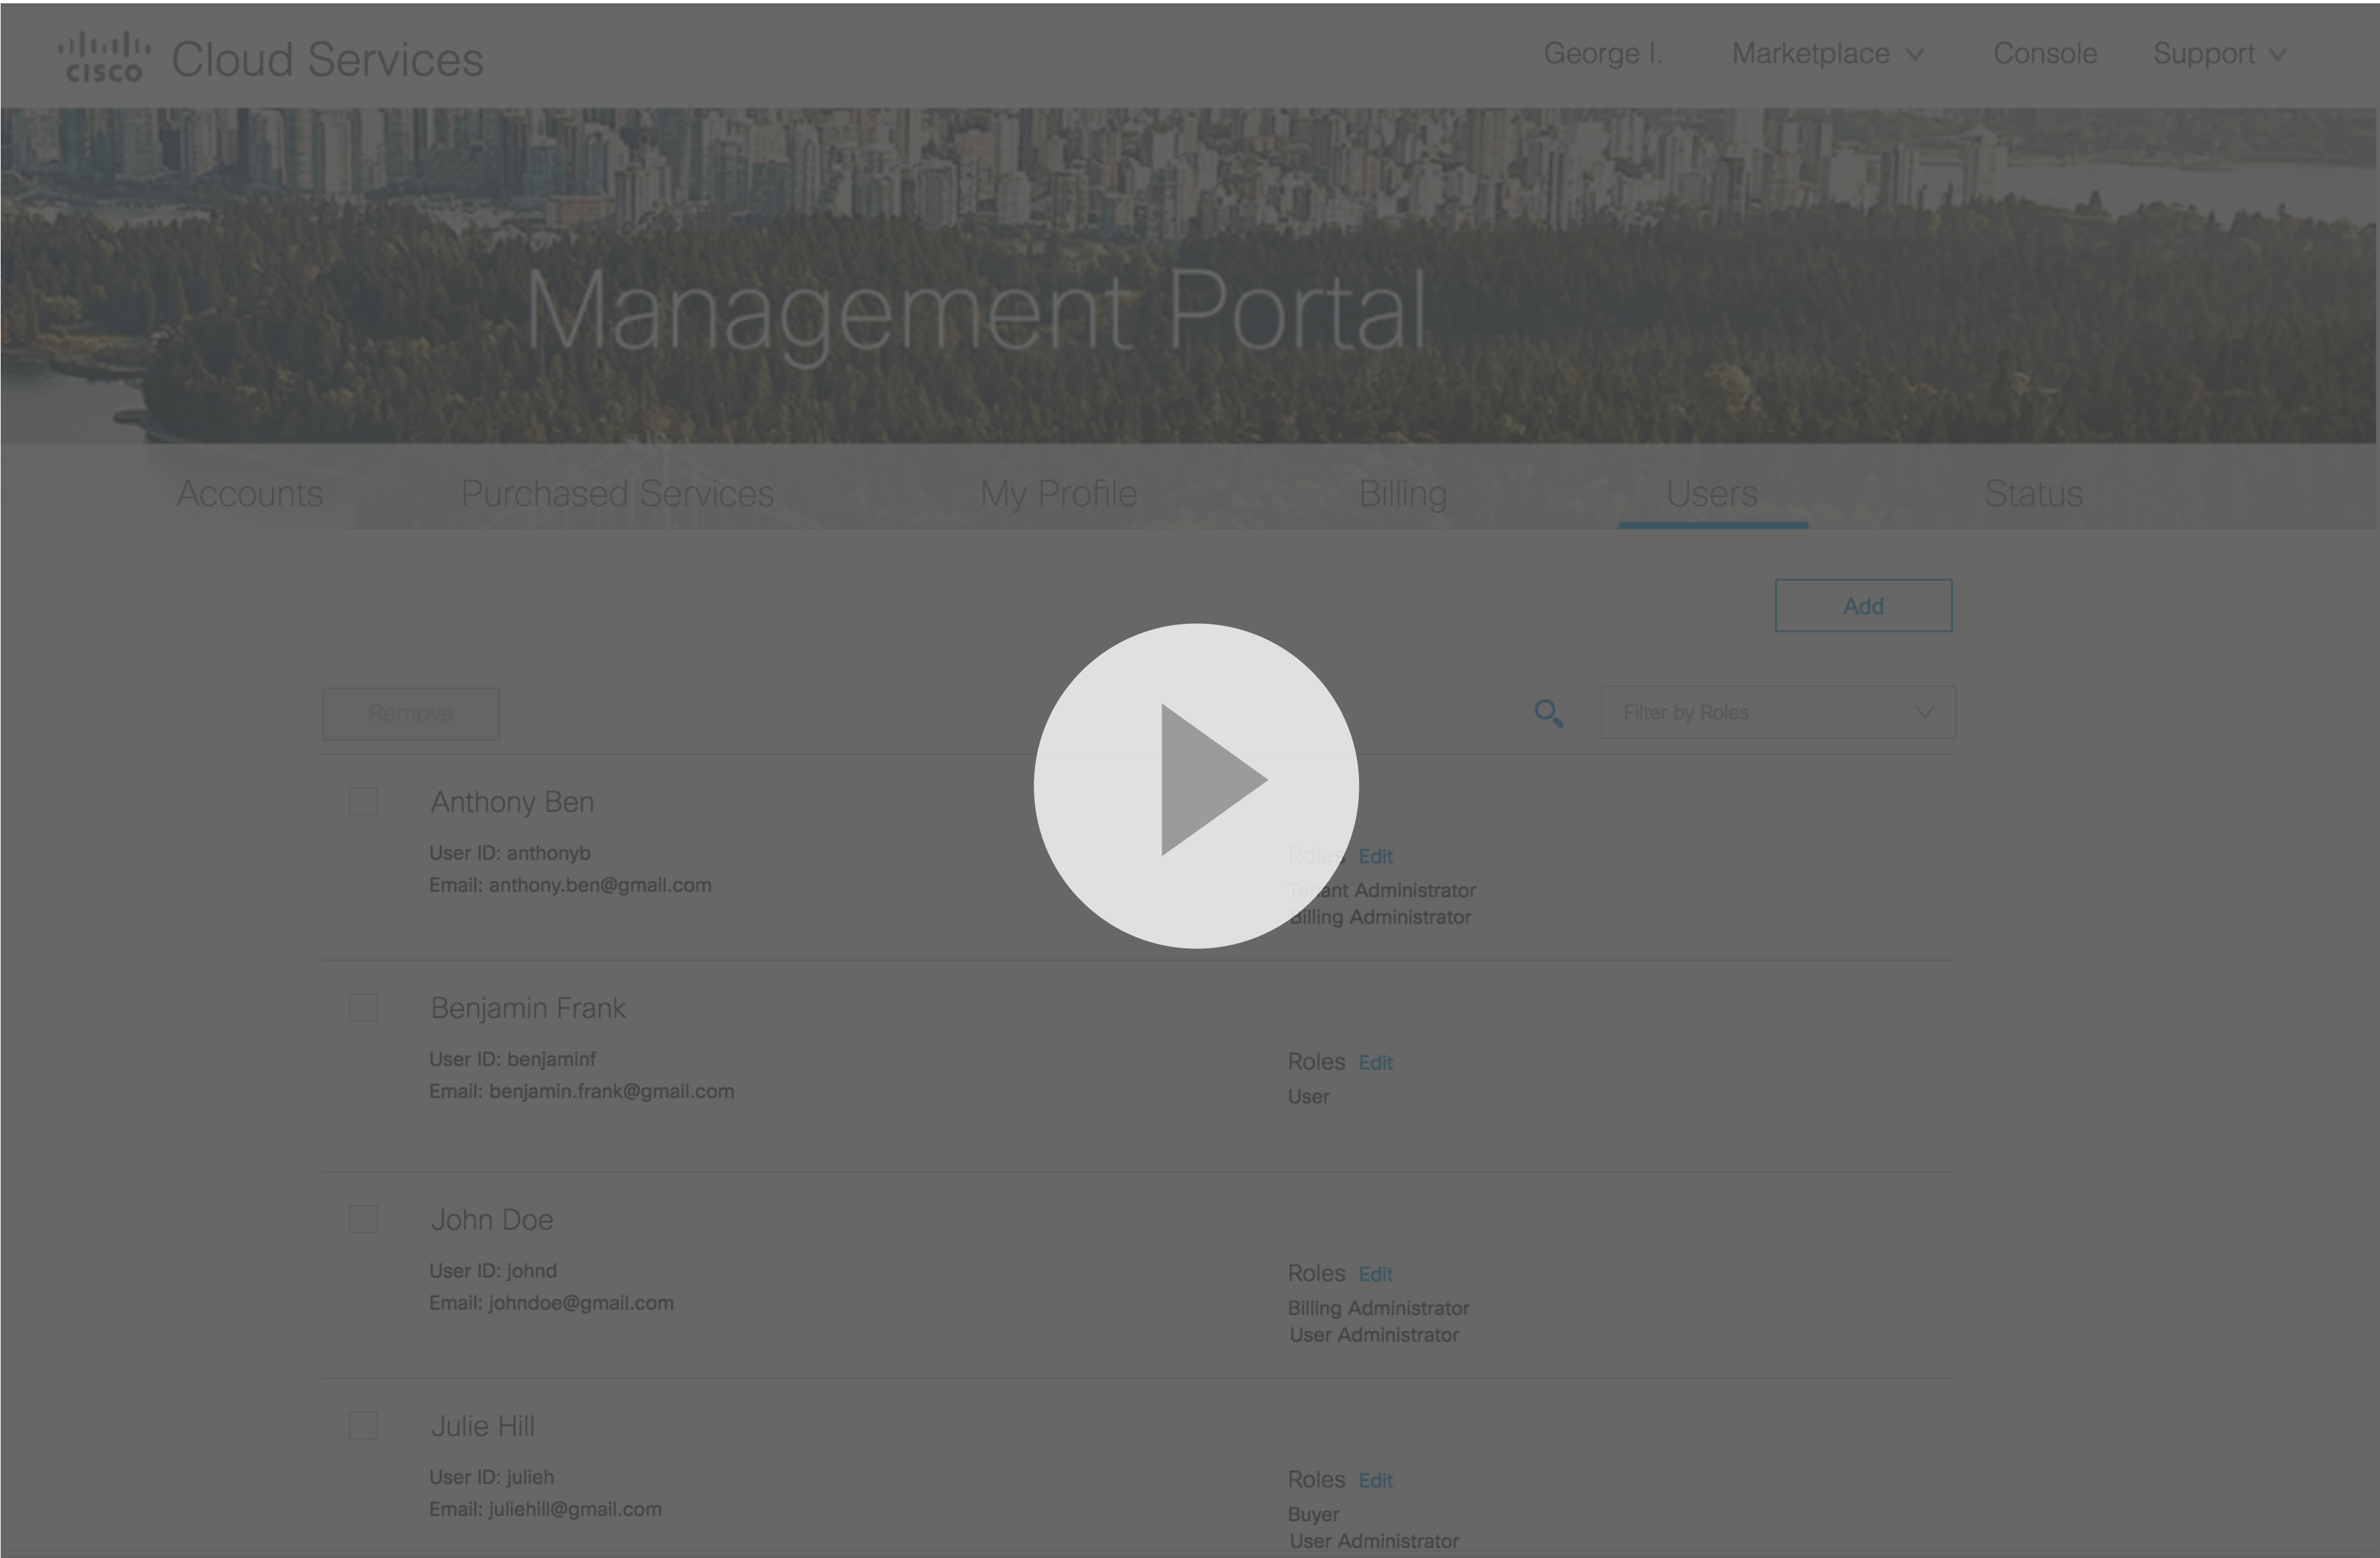 CISCO Cloud Services
George I. Marketplace Console Support
Management Portal
Accounts Purchased Services My Profile Billing Users Status
Add
Remove Filter by Roles
Anthony Ben
User ID: anthonyb
Roles Edit
Email: anthony.ben@gmail.com
Tenant Administrator
Billing Administrator
Benjamin Frank
User ID: benjaminf
Roles Edit
Email: benjamin.frank@gmail.com
User
John Doe
User ID: johnd
Roles Edit
Email: johndoe@gmail.com
Billing Administrator
User Administrator
Julie Hill
User ID: julieh
Roles Edit
Email: juliehill@gmail.com
Buyer
User Administrator